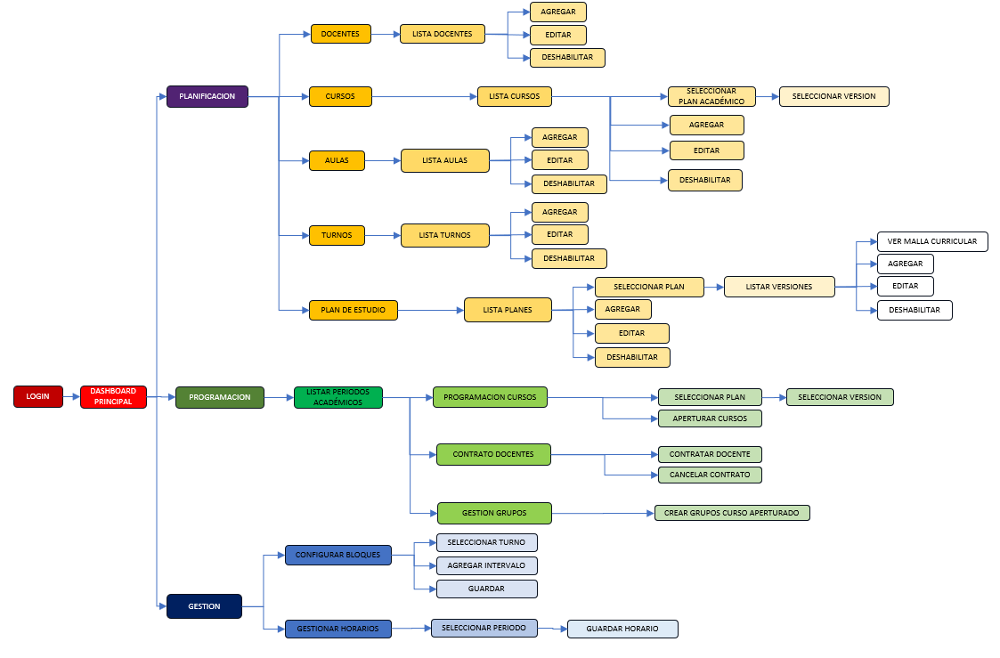 AGREGAR
DOCENTES
LISTA DOCENTES
EDITAR
DESHABILITAR
PLANIFICACION
CURSOS
LISTA CURSOS
SELECCIONAR
PLAN ACADÉMICO
SELECCIONAR VERSION
AGREGAR
EDITAR
DESHABILITAR
AULAS
LISTA AULAS
AGREGAR
EDITAR
DESHABILITAR
TURNOS
LISTA TURNOS
AGREGAR
EDITAR
DESHABILITAR
PLAN DE ESTUDIO
LISTA PLANES
SELECCIONAR PLAN
LISTAR VERSIONES
VER MALLA CURRICULAR
AGREGAR
EDITAR
DESHABILITAR
AGREGAR
EDITAR
DESHABILITAR
LOGIN
DASHBOARD
PRINCIPAL
PROGRAMACION
LISTAR PERIODOS
ACADÉMICOS
PROGRAMACION CURSOS
SELECCIONAR PLAN
SELECCIONAR VERSION
APERTURAR CURSOS
CONTRATO DOCENTES
CONTRATAR DOCENTE
CANCELAR CONTRATO
GESTION GRUPOS
CREAR GRUPOS CURSO APERTURADO
GESTION
CONFIGURAR BLOQUES
SELECCIONAR TURNO
AGREGAR INTERVALO
GUARDAR
GESTIONAR HORARIOS
SELECCIONAR PERIODO
GUARDAR HORARIO